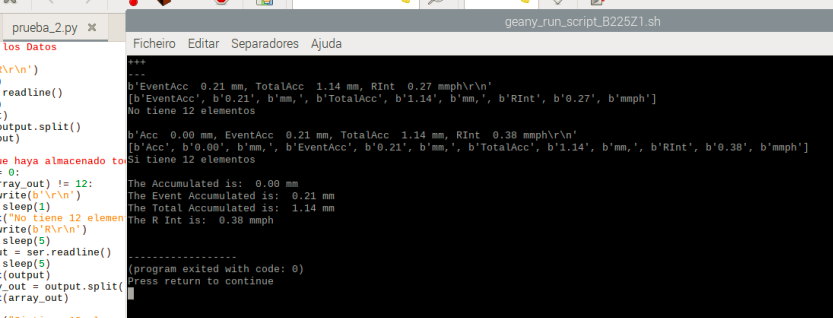 geany_run_script_B225Z1.sh
prueba_2.py
Ficheiro Editar Separadores Ayuda
los Datos
\r\n')
)
.readline()
)
t)
output.split()
out)
ue haya almacenado to
= 0:
rray_out) != 12:
write(b'\r\n')
sleep(1)
t("No tiene 12 elemen
write(b'R\r\n')
sleep(5)
ut = ser.readline()
sleep(5)
t(output)
y_out = output.split(
t(array_out)
+++
---
b'EventAcc  0.21 mm, TotalAcc  1.14 mm, RInt  0.27 mmph\r\n'
[b'EventAcc', b'0.21', b'mm,', b'TotalAcc', b'1.14', b'mm,', b'RInt', b'0.27', b'mmph']
No tiene 12 elementos
b'Acc  0.00 mm, EventAcc  0.21 mm, TotalAcc  1.14 mm, RInt  0.38 mmph\r\n'
[b'Acc', b'0.00', b'mm,', b'EventAcc', b'0.21', b'mm,', b'TotalAcc', b'1.14', b'mm,', b'RInt', b'0.38', b'mmph']
Si tiene 12 elementos
The Accumulated is:  0.00 mm
The Event Accumulated is:  0.21 mm
The Total Accumulated is:  1.14 mm
The R Int is:  0.38 mmph
------------------
(program exited with code: 0)
Press return to continue